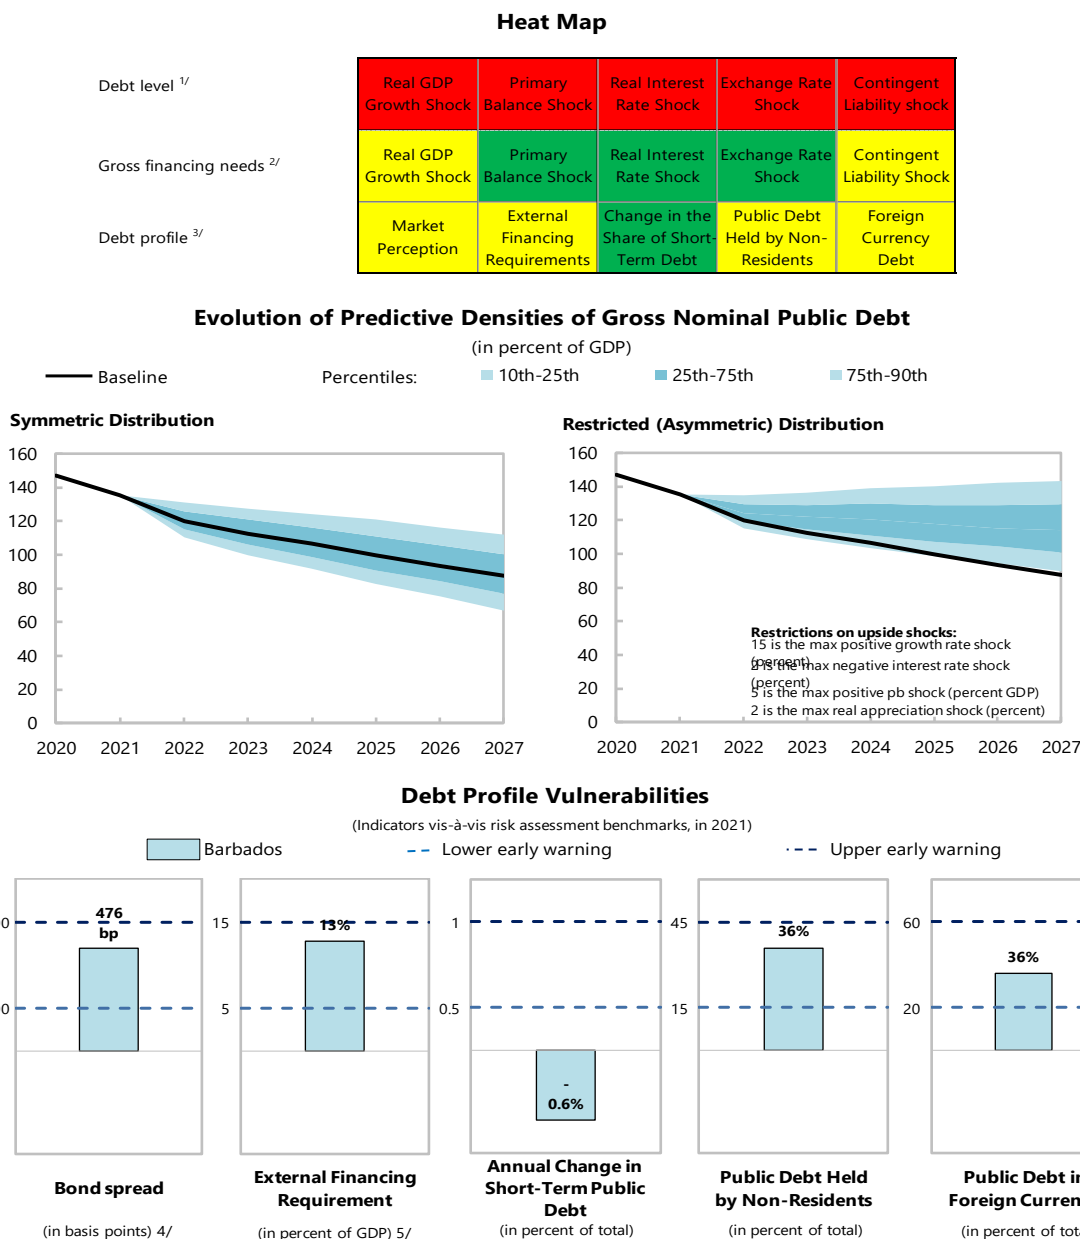 Heat Map
Debt level 1/
Real GDP Growth Shock
Primary Balance Shock
Real Interest Rate Shock
Exchange Rate Shock
Contingent Liability shock
Gross financing needs 2/
Real GDP Growth Shock
Primary Balance Shock
Real Interest Rate Shock
Exchange Rate Shock
Contingent Liability Shock
Debt profile 3/
Market Perception
External Financing Requirements
Change in the Share of Short-Term Debt
Public Debt Held by Non-Residents
Foreign Currency Debt
Evolution of Predictive Densities of Gross Nominal Public Debt
(in percent of GDP)
Baseline Percentiles: 10th-25th 25th-75th 75th-90th
Symmetric Distribution
160
140
120
100
80
60
40
20
0
2020 2021 2022 2023 2024 2025 2026 2027
Restricted (Asymmetric) Distribution
160
140
120
100
80
60
40
20
0
Restrictions on upside shocks:
15 is the max positive growth rate shock
(percent)
is the max negative interest rate shock
(percent)
5 is the max positive pb shock (percent GDP)
2 is the max real appreciation shock (percent)
2020 2021 2022 2023 2024 2025 2026 2027
Debt Profile Vulnerabilities
(Indicators vis-à-vis risk assessment benchmarks, in 2021)
Barbados Lower early warning Upper early warning
476
bp
Bond spread
(in basis points) 4/
15
13%
5
External Financing
Requirement
(in percent of GDP) 5/
1
0.5
-
0.6%
Annual Change in
Short-Term Public
Debt
(in percent of total)
45
36%
15
Public Debt Held
by Non-Residents
(in percent of total)
60
36%
20
Public Debt in
Foreign Curren
(in percent of tota